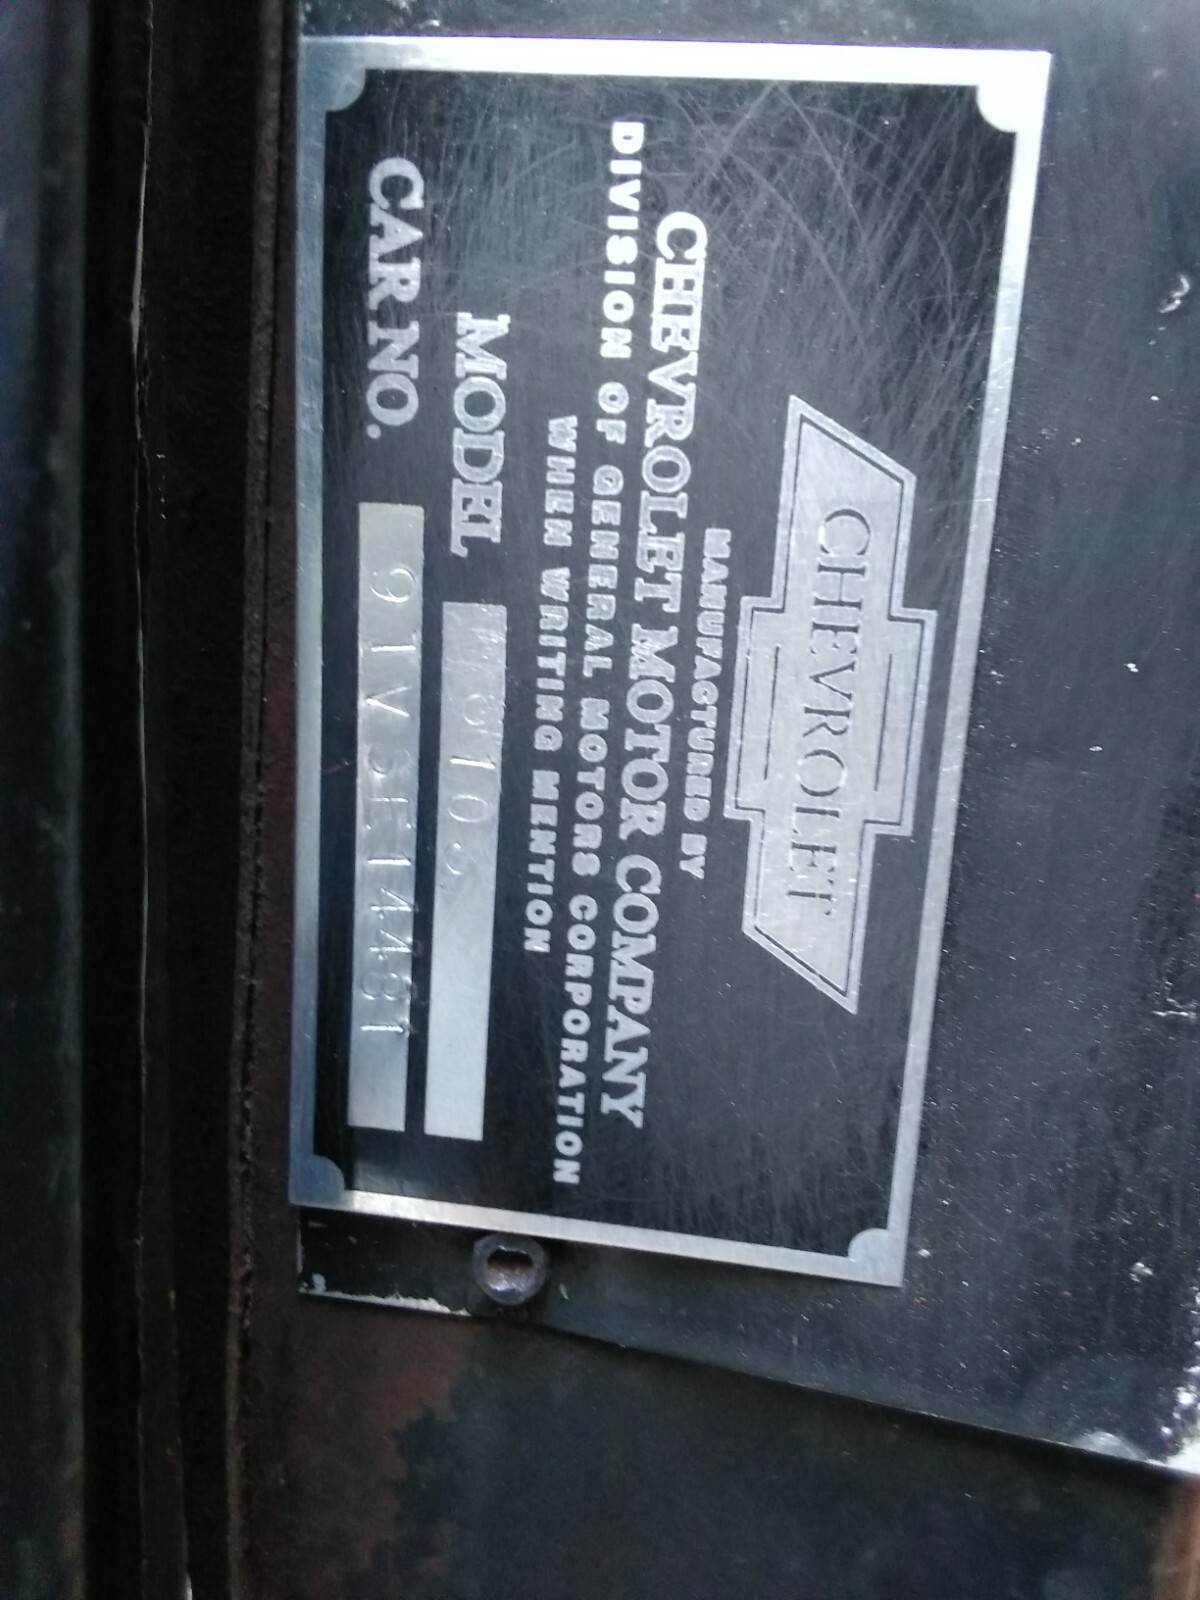 CHEVROLET
MANUFACTURED BY
CHEVROLET MOTOR COMPANY
DIVISION OF GENERAL MOTORS CORPORATION
WHEN WRITING MENTION
MODEL
CAR NO.